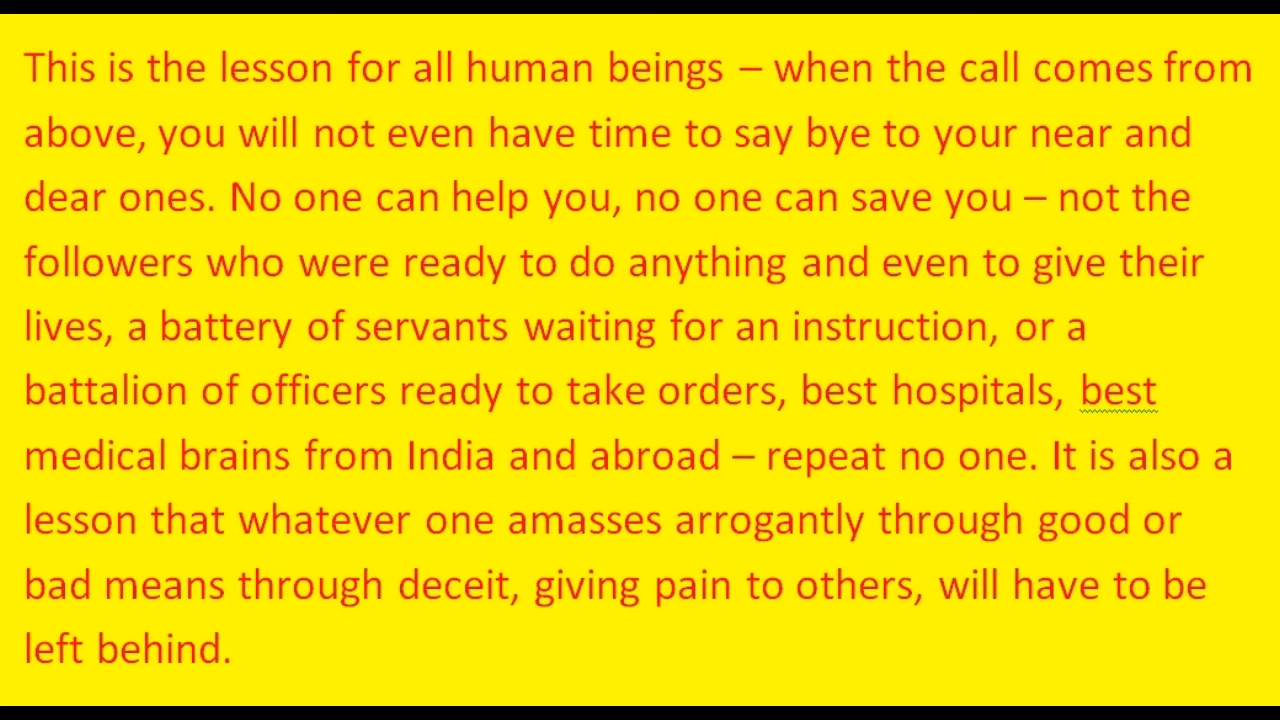 This is the lesson for all human beings – when the call comes from
above, you will not even have time to say bye to your near and
dear ones. No one can help you, no one can save you – not the
followers who were ready to do anything and even to give their
lives, a battery of servants waiting for an instruction, or a
battalion of officers ready to take orders, best hospitals, best
medical brains from India and abroad – repeat no one. It is also a
lesson that whatever one amasses arrogantly through good or
bad means through deceit, giving pain to others, will have to be
left behind.